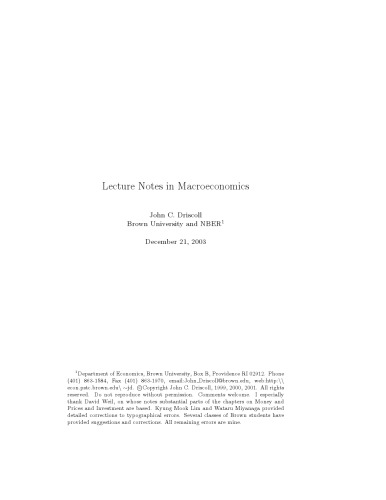 Lecture Notes in Macroeconomics
John C. Driscoll
Brown University and NBER¹
December 21, 2003
¹Department of Economics, Brown University, Box B, Providence RI 02912. Phone
(401) 863-1584, Fax (401) 863-1970, email:John_Driscoll@brown.edu, web:http:\\
econ.pstc.brown.edu\ ∼jd. ©Copyright John C. Driscoll, 1999, 2000, 2001. All rights
reserved. Do not reproduce without permission. Comments welcome. I especially
thank David Weil, on whose notes substantial parts of the chapters on Money and
Prices and Investment are based. Kyung Mook Lim and Wataru Miyanaga provided
detailed corrections to typographical errors. Several classes of Brown students have
provided suggestions and corrections. All remaining errors are mine.